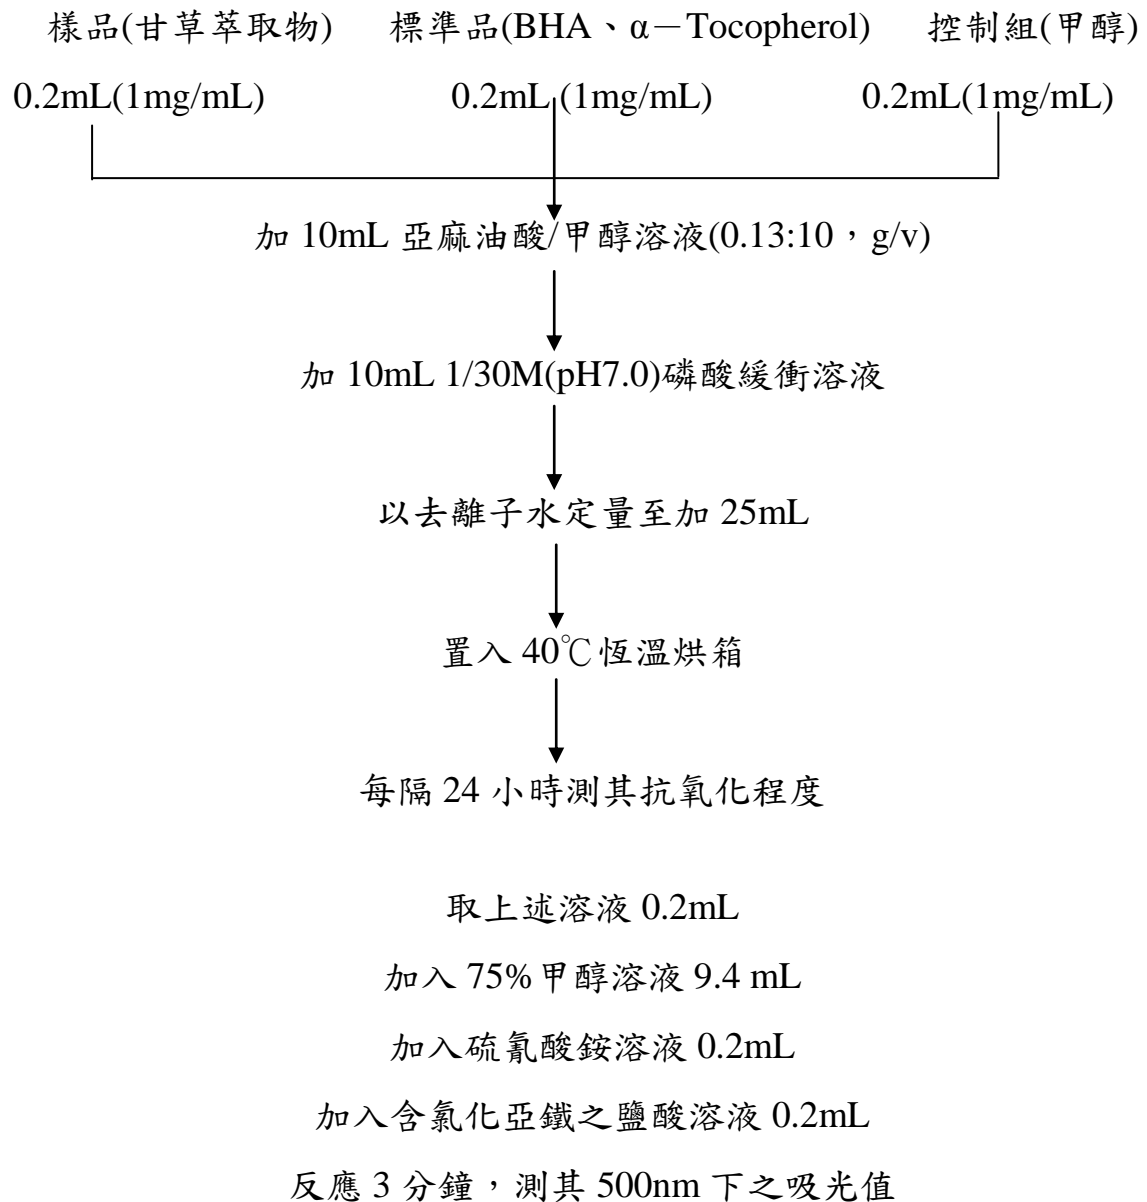 樣品(甘草萃取物) 標準品(BHA、α－Tocopherol) 控制組(甲醇)
0.2mL(1mg/mL) 0.2mL (1mg/mL) 0.2mL(1mg/mL)
加 10mL 亞麻油酸/甲醇溶液(0.13:10，g/v)
加 10mL 1/30M(pH7.0)磷酸緩衝溶液
以去離子水定量至加 25mL
置入 40℃恆溫烘箱
每隔 24 小時測其抗氧化程度
取上述溶液 0.2mL
加入 75%甲醇溶液 9.4 mL
加入硫氰酸銨溶液 0.2mL
加入含氯化亞鐵之鹽酸溶液 0.2mL
反應 3 分鐘，測其 500nm 下之吸光值